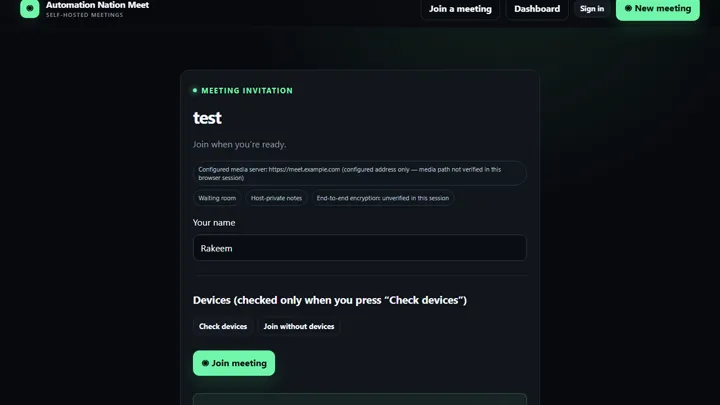 Automation Nation Meet
SELF-HOSTED MEETINGS
Join a meeting
Dashboard
Sign in
New meeting
MEETING INVITATION
test
Join when you're ready.
Configured media server: https://meet.example.com (configured address only — media path not verified in this
browser session)
Waiting room
Host-private notes
End-to-end encryption: unverified in this session
Your name
Rakeem
Devices (checked only when you press “Check devices”)
Check devices
Join without devices
Join meeting